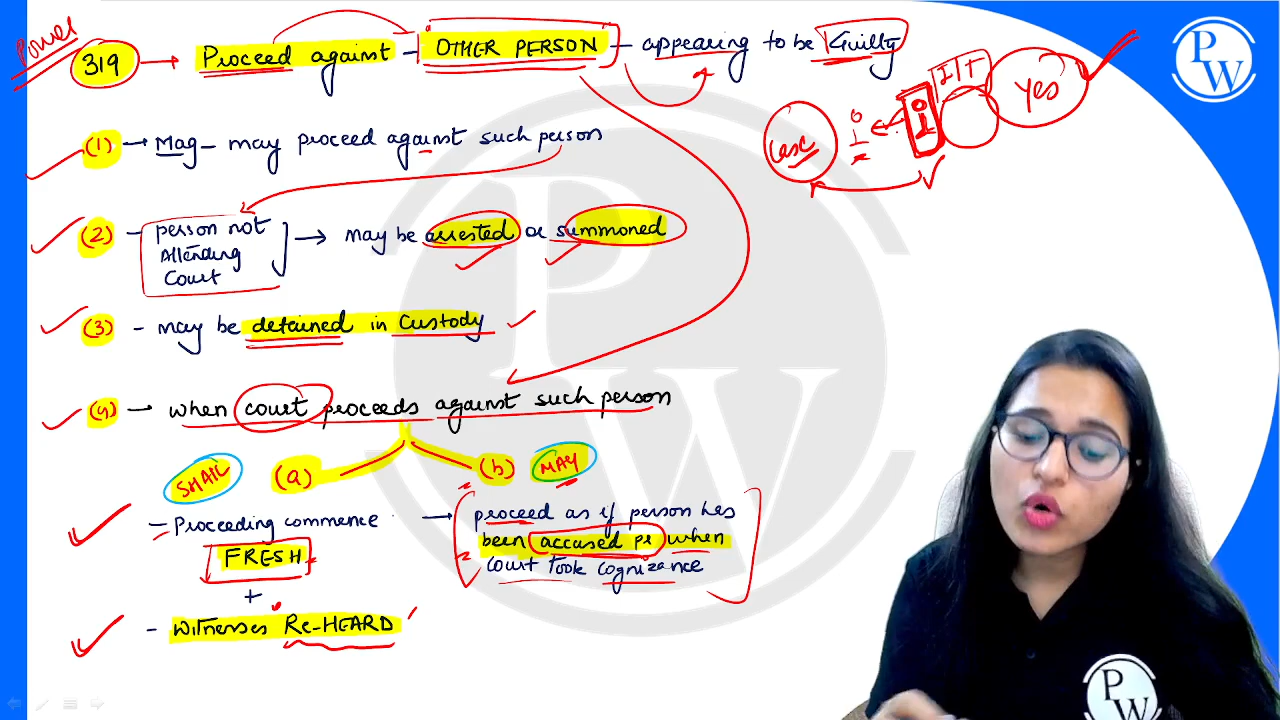 Power
319 → Proceed against - OTHER PERSON - appearing to be Guilty
I/T
Yes
Case
(1) → Mag - may proceed against such person
(2) - person not Attending Court → may be arrested or summoned
(3) - may be detained in Custody
(4) → when court proceeds against such person
SHALL (a)
(b) MAY
- Proceeding commence
FRESH
+
- Witnesses Re-HEARD
→ proceed as if person has
been accused pr when
court took cognizance
PW
PW
PW